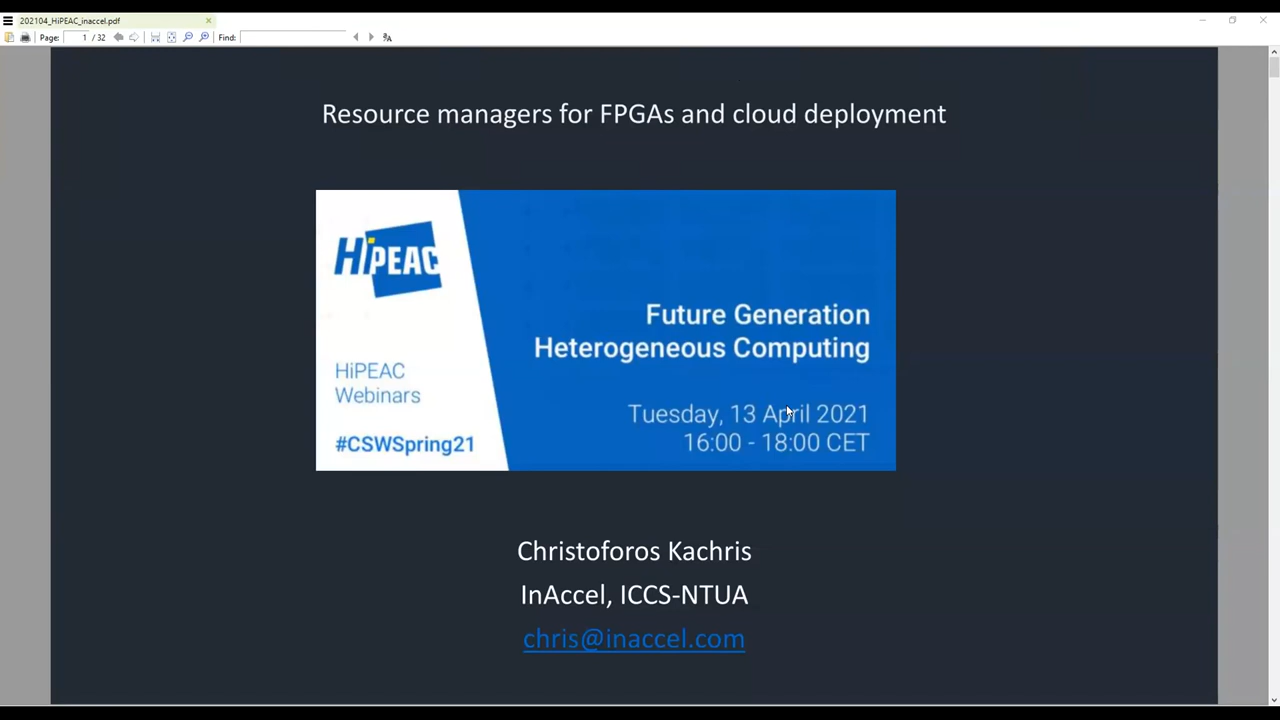 202104_HiPEAC_inaccel.pdf
Page: 1 / 32 Find:
Resource managers for FPGAs and cloud deployment
HiPEAC
Future Generation
Heterogeneous Computing
HiPEAC
Webinars
Tuesday, 13 April 2021
16:00 - 18:00 CET
#CSWSpring21
Christoforos Kachris
InAccel, ICCS-NTUA
chris@inaccel.com